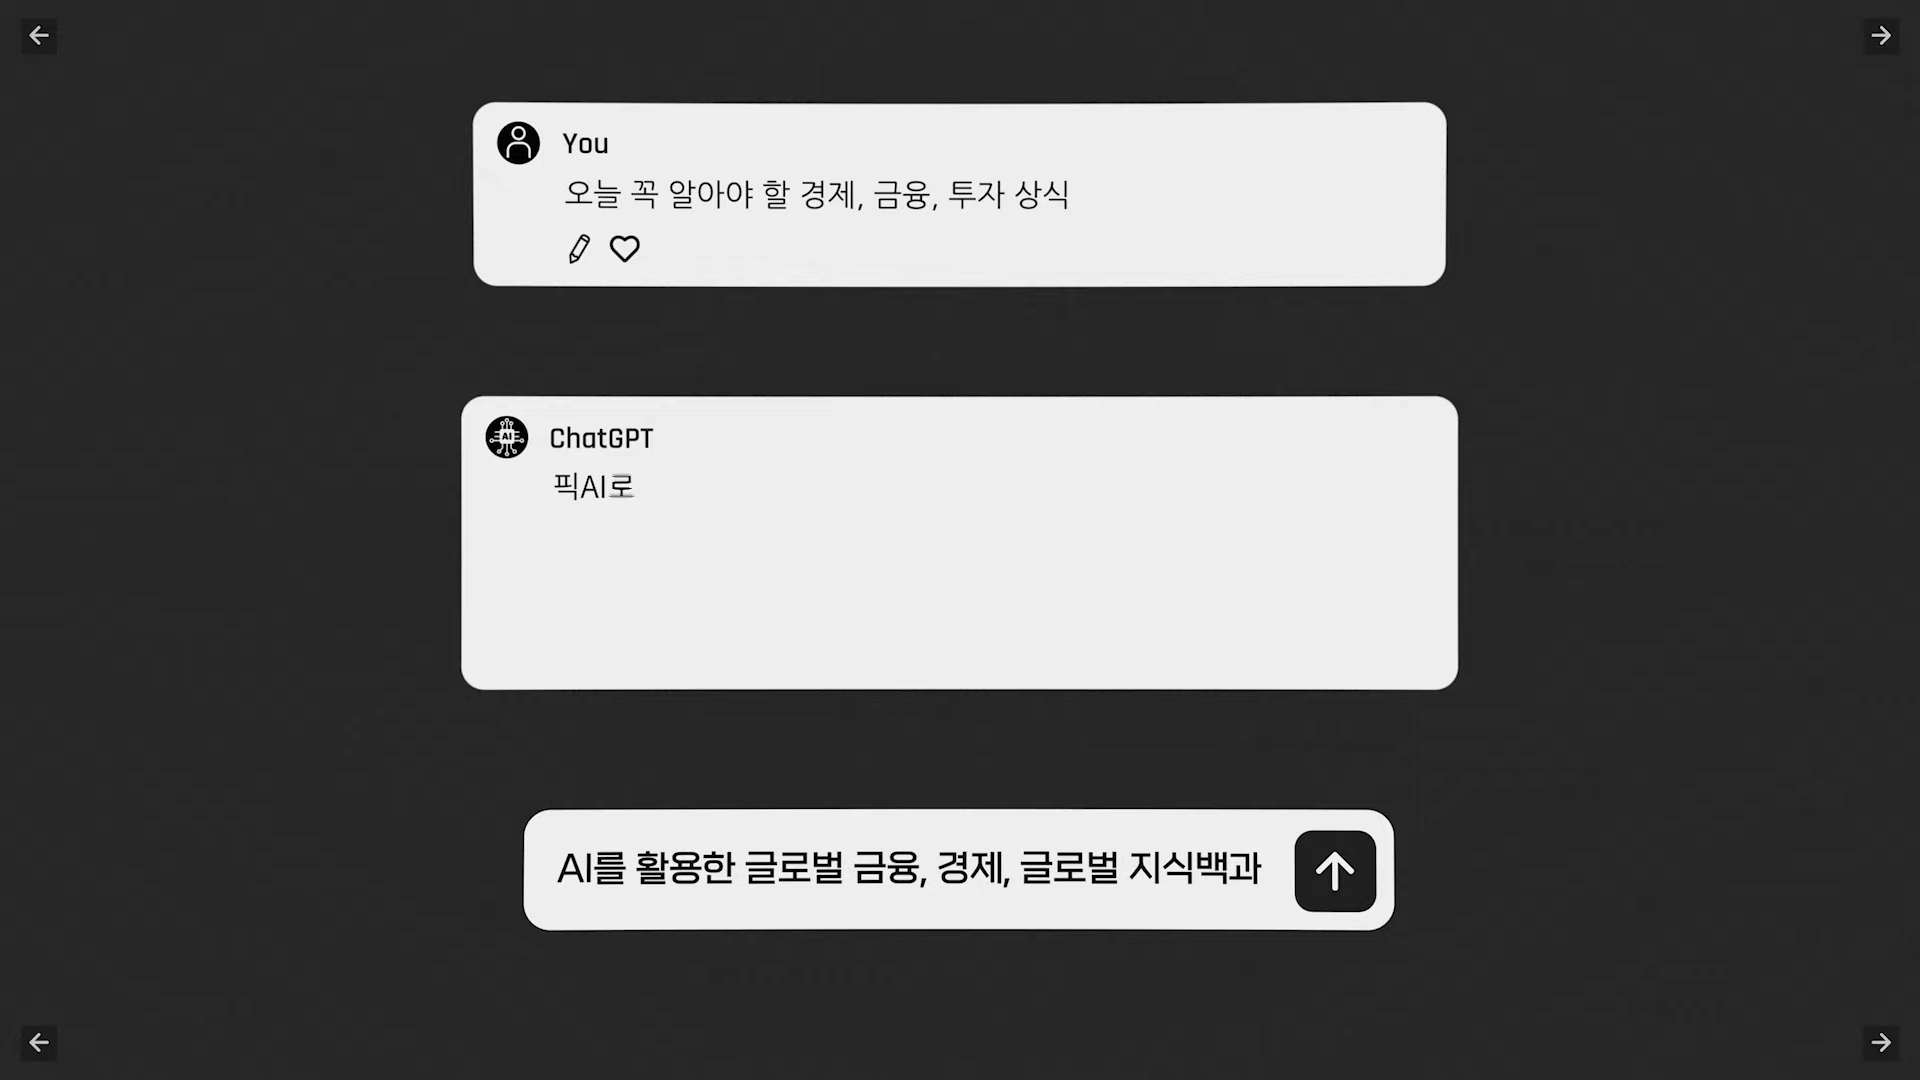 You
오늘 꼭 알아야 할 경제, 금융, 투자 상식
AI
ChatGPT
픽AI로
AI를 활용한 글로벌 금융, 경제, 글로벌 지식백과